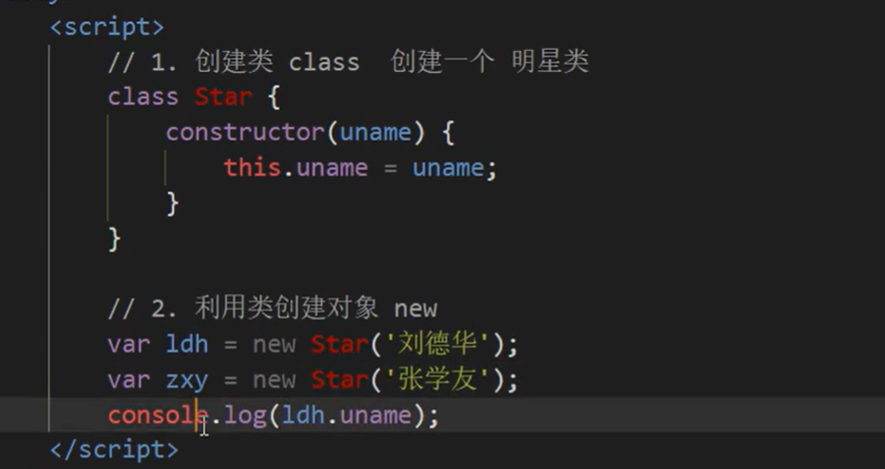 <script>
// 1. 创建类 class  创建一个 明星类
class Star {
constructor(uname) {
this.uname = uname;
}
}
// 2. 利用类创建对象 new
var ldh = new Star('刘德华');
var zxy = new Star('张学友');
console.log(ldh.uname);
</script>